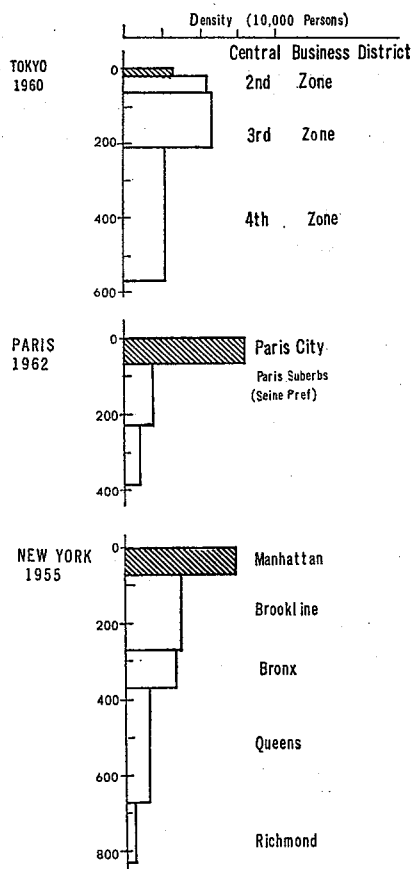 Density (10,000 Persons)
TOKYO
1960
0
200
400
600
Central Business District
2nd Zone
3rd Zone
4th Zone
PARIS
1962
0
200
400
Paris City
Paris Suberbs
(Seine Pref)
NEW YORK
1955
0
200
400
600
800
Manhattan
Brookline
Bronx
Queens
Richmond